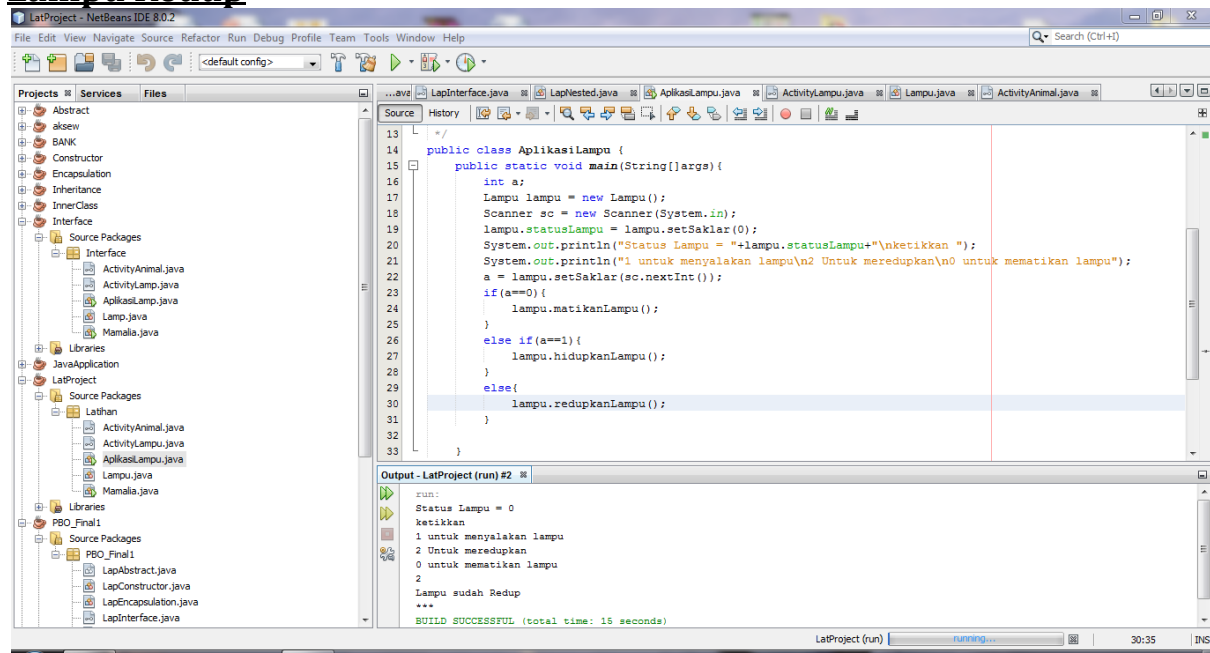 Lampu Redup
LatProject - NetBeans IDE 8.0.2
File Edit View Navigate Source Refactor Run Debug Profile Team Tools Window Help
Search (Ctrl+I)
<default config>
Projects Services Files
Abstract
aksew
BANK
Constructor
Encapsulation
Inheritance
InnerClass
Interface
Source Packages
Interface
ActivityAnimal.java
ActivityLamp.java
AplikasiLamp.java
Lamp.java
Mamalia.java
Libraries
JavaApplication
LatProject
Source Packages
Lathan
ActivityAnimal.java
ActivityLampu.java
AplikasiLampu.java
Lampu.java
Mamalia.java
Libraries
PBO_Final1
Source Packages
PBO_Final1
LapAbstract.java
LapConstructor.java
LapEncapsulation.java
LapInterface.java
...ava LapInterface.java LapNested.java AplikasiLampu.java ActivityLampu.java Lampu.java ActivityAnimal.java
Source History
13 */
14 public class AplikasiLampu {
15 public static void main(String[]args){
16 int a;
17 Lampu lampu = new Lampu();
18 Scanner sc = new Scanner(System.in);
19 lampu.statusLampu = lampu.setSaklar(0);
20 System.out.println("Status Lampu = "+lampu.statusLampu+"\nketikkan ");
21 System.out.println("1 untuk menyalakan lampu\n2 Untuk meredupkan\n0 untuk mematikan lampu");
22 a = lampu.setSaklar(sc.nextInt());
23 if(a==0){
24 lampu.matikanLampu();
25 }
26 else if(a==1){
27 lampu.hidupkanLampu();
28 }
29 else{
30 lampu.redupkanLampu();
31 }
32
33 }
Output - LatProject (run) #2
run:
Status Lampu = 0
ketikkan
1 untuk menyalakan lampu
2 Untuk meredupkan
0 untuk mematikan lampu
2
Lampu sudah Redup
***
BUILD SUCCESSFUL (total time: 15 seconds)
LatProject (run) running... 30:35 INS